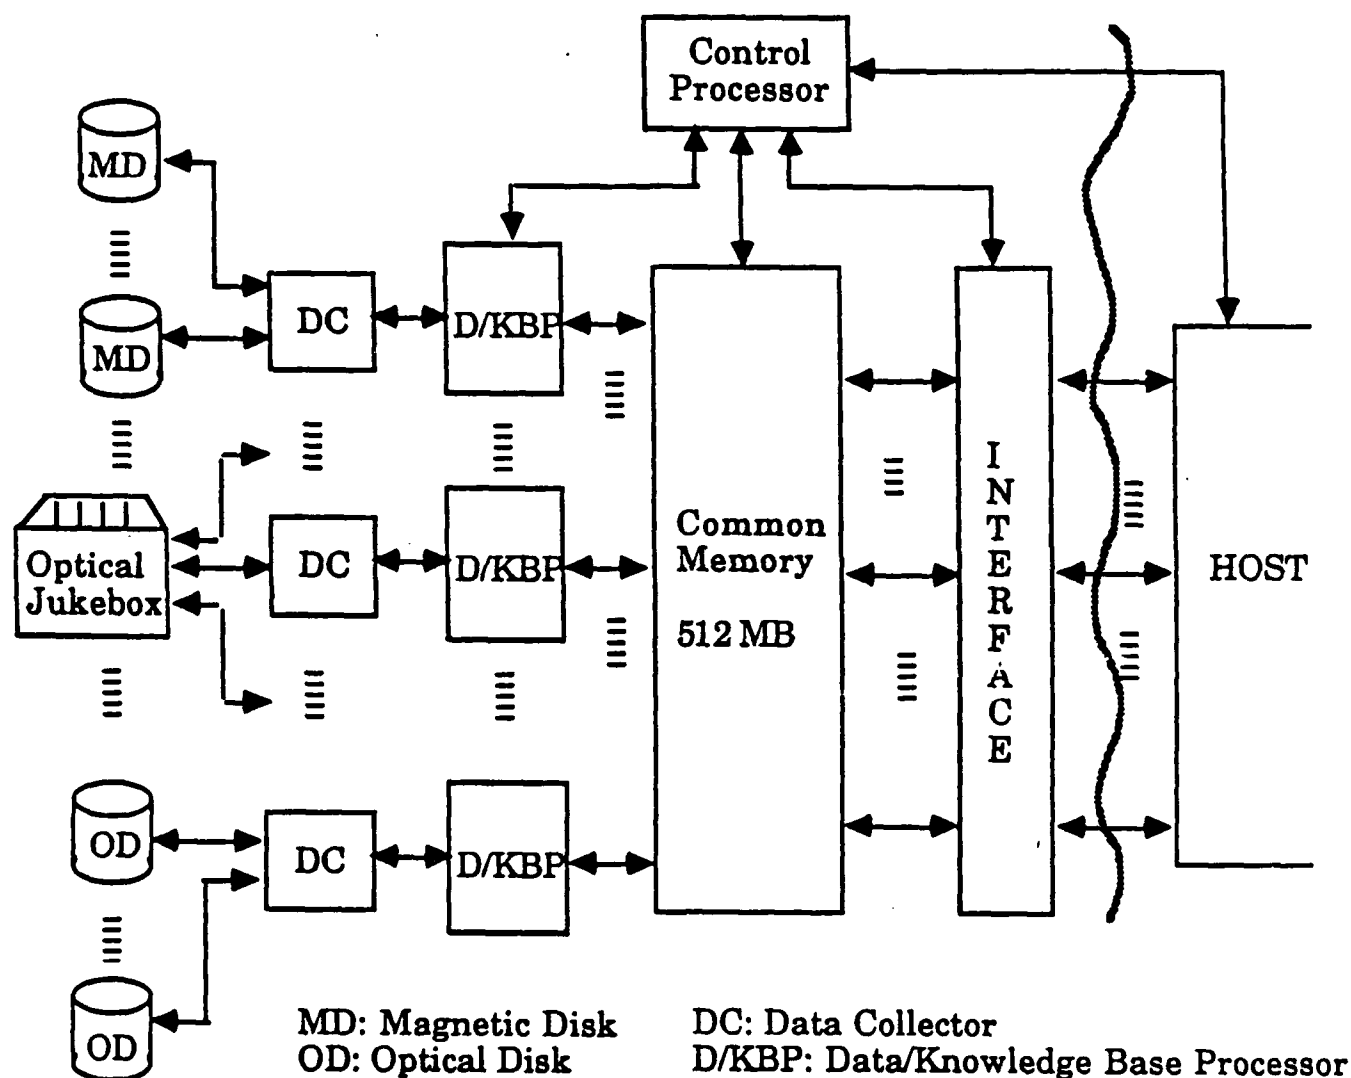 Control
Processor
MD
MD
DC
D/KBP
Optical
Jukebox
DC
D/KBP
Common
Memory
512 MB
INTERFACE
HOST
OD
DC
D/KBP
OD
MD: Magnetic Disk
DC: Data Collector
OD: Optical Disk
D/KBP: Data/Knowledge Base Processor